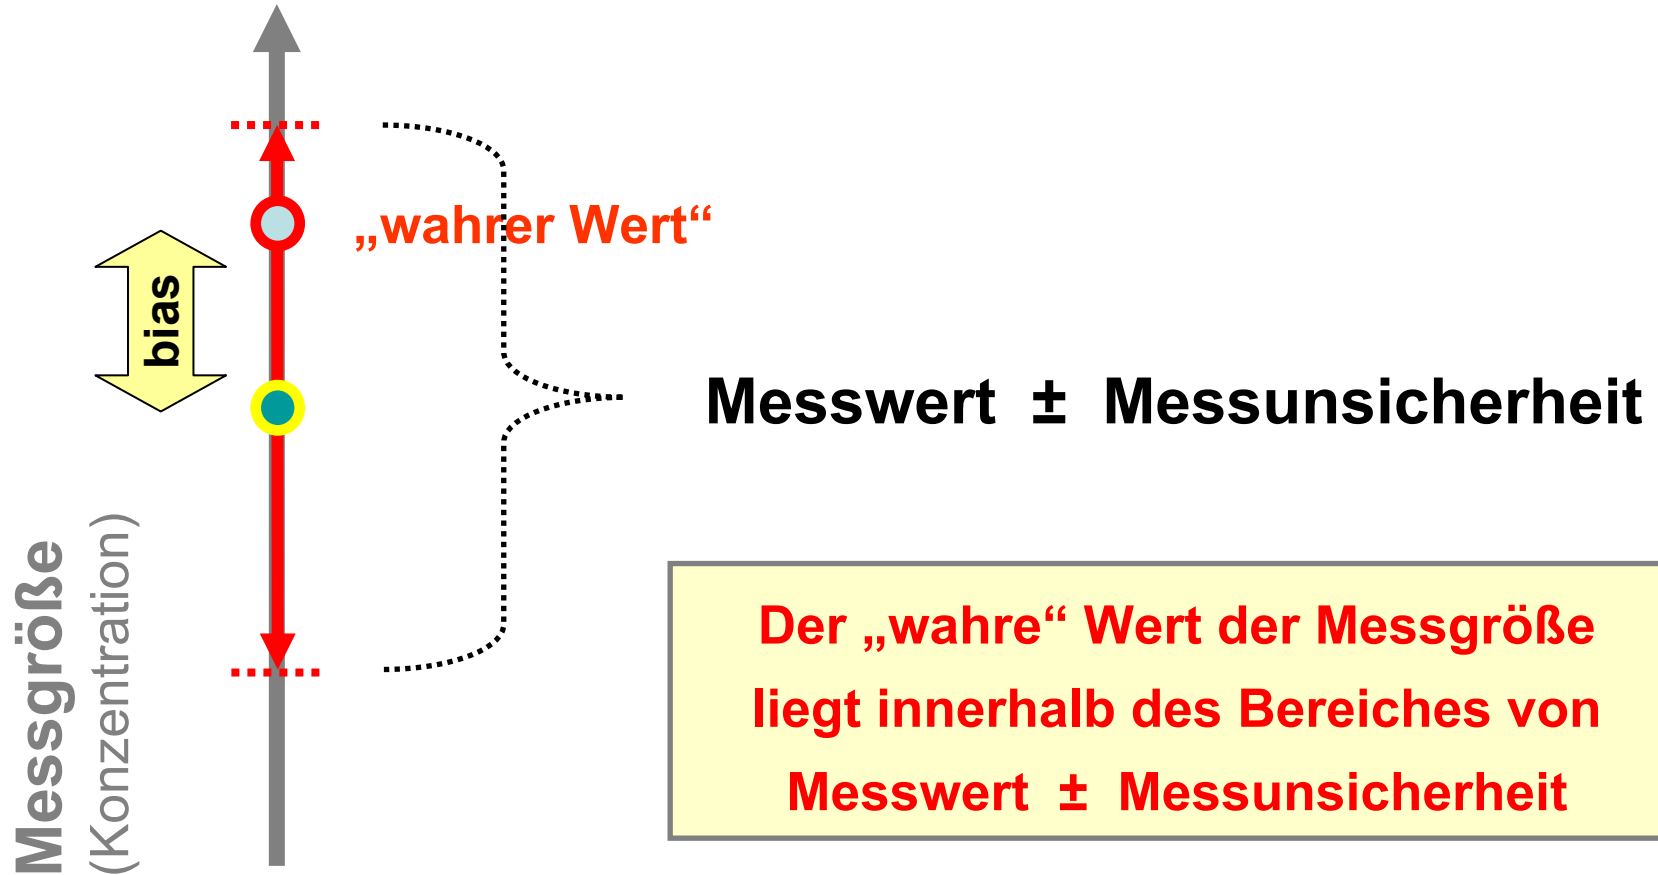 „wahrer Wert“
bias
Messwert ± Messunsicherheit
Messgröße
(Konzentration)
Der „wahre“ Wert der Messgröße
liegt innerhalb des Bereiches von
Messwert ± Messunsicherheit